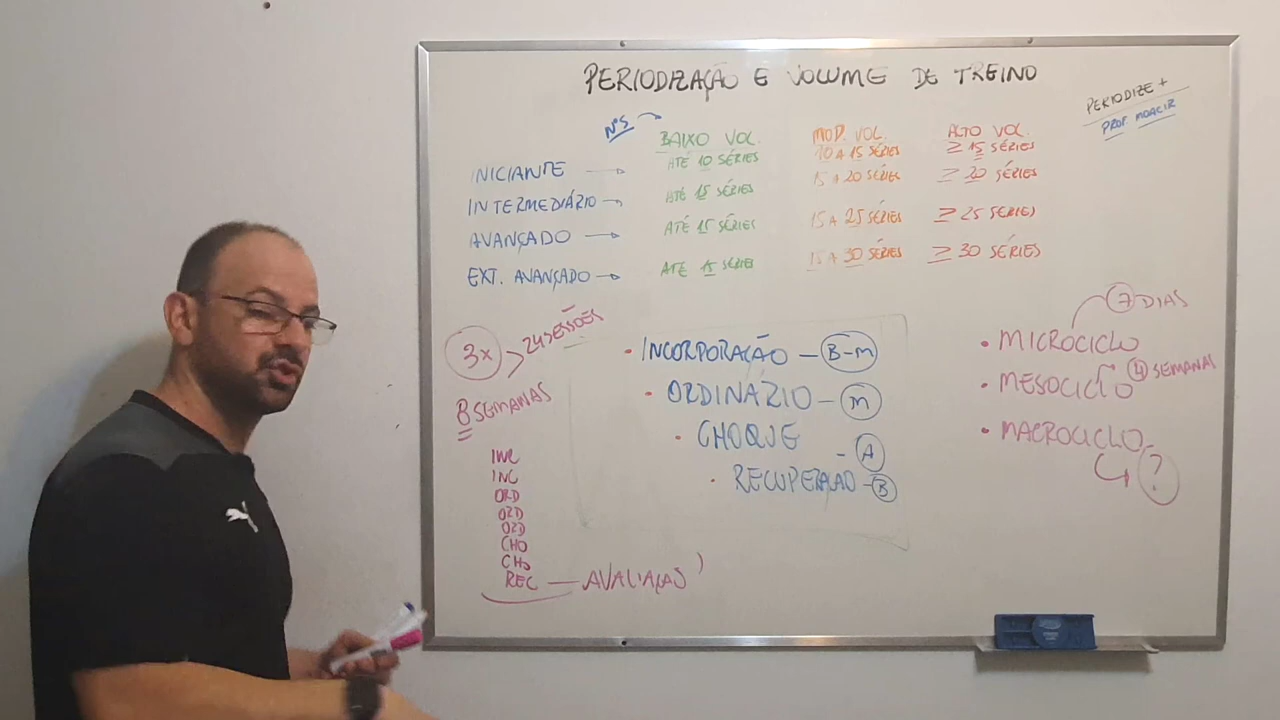 PERIODIZAÇÃO E VOLUME DE TREINO
PERIODIZE +
PROF. MOACIR
NºS
BAIXO VOL. MOD. VOL. ALTO VOL.
INICIANTE ATÉ 10 SÉRIES 10 A 15 SÉRIES ≥ 15 SÉRIES
INTERMEDIÁRIO ATÉ 15 SÉRIES 15 A 20 SÉRIES ≥ 20 SÉRIES
AVANÇADO ATÉ 15 SÉRIES 15 A 25 SÉRIES ≥ 25 SÉRIES
EXT. AVANÇADO ATÉ 15 SÉRIES 15 A 30 SÉRIES ≥ 30 SÉRIES
3x 24 SESSÕES
8 SEMANAS
INC
INC
ORD
ORD
ORD
CHO
CHO
REC — AVALIAÇÃO
• INCORPORAÇÃO — B-M
• ORDINÁRIO — M
• CHOQUE - A
• RECUPERAÇÃO - B
7 DIAS
• MICROCICLO
4 SEMANAS
• MESOCICLO
• MACROCICLO
?